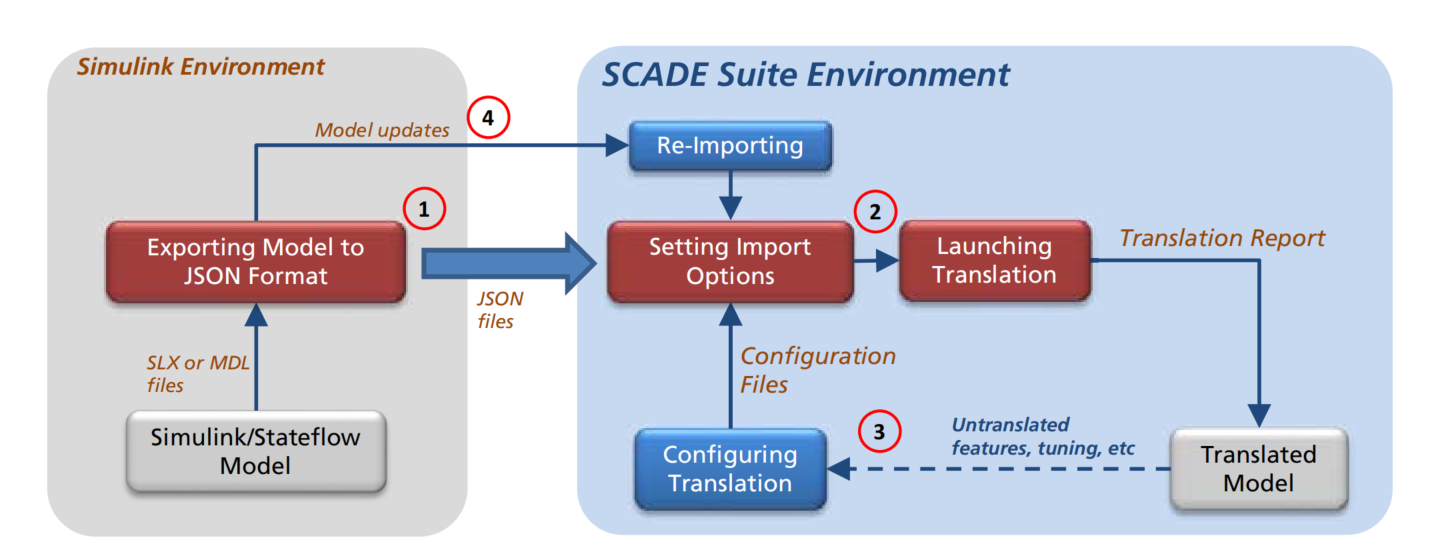 Simulink Environment
SCADE Suite Environment
Model updates
4
Re-Importing
1
2
Exporting Model to
JSON Format
Setting Import
Options
Launching
Translation
Translation Report
JSON
files
SLX or MDL
files
Configuration
Files
Simulink/Stateflow
Model
Configuring
Translation
3
Untranslated
features, tuning, etc
Translated
Model